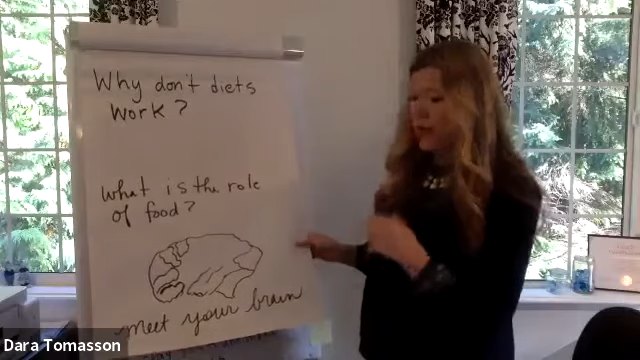 Why don't diets
work?
what is the role
of food?
meet your brain
Dara Tomasson